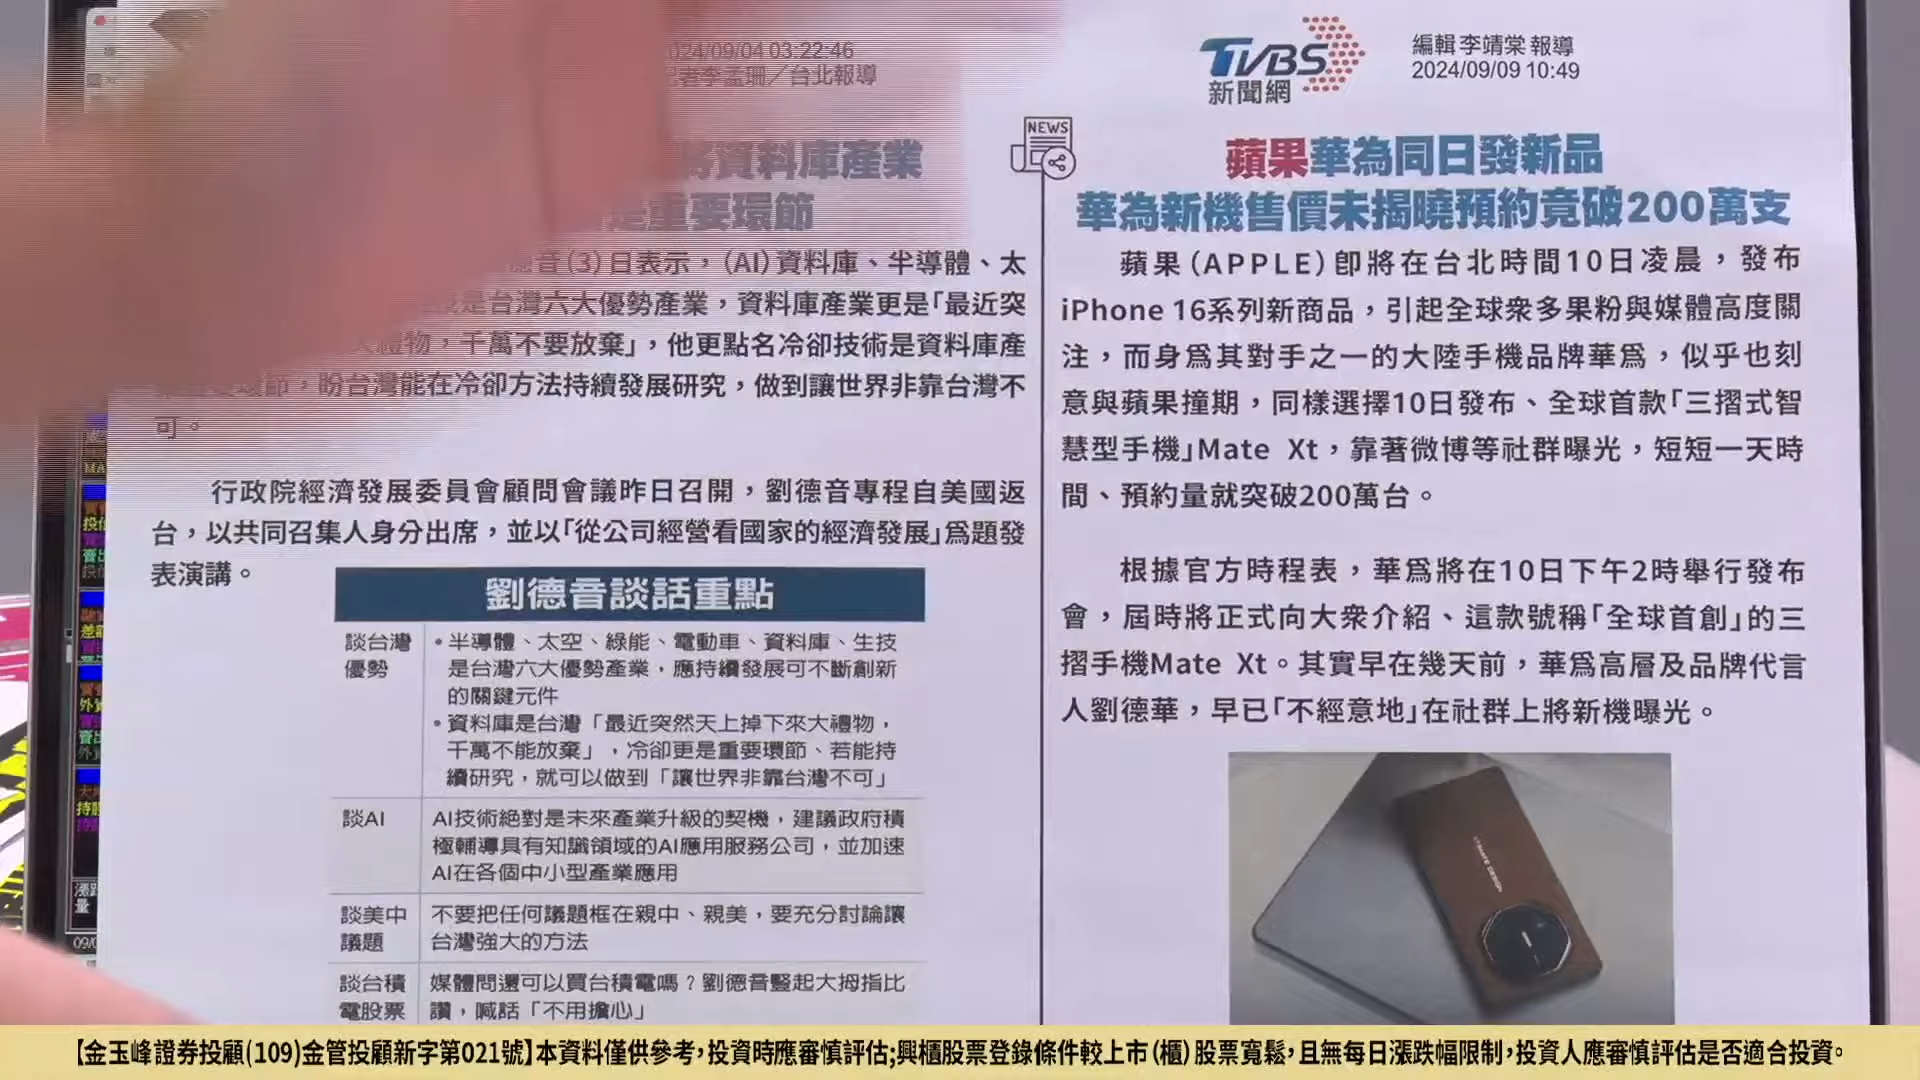 03:22:46
李孟珊／台北報導
資料庫產業
是重要環節
音(3)日表示，(AI)資料庫、半導體、太
是台灣六大優勢產業，資料庫產業更是「最近突
禮物，千萬不要放棄」，他更點名冷卻技術是資料庫產
環節，盼台灣能在冷卻方法持續發展研究，做到讓世界非靠台灣不
可。
行政院經濟發展委員會顧問會議昨日召開，劉德音專程自美國返
台，以共同召集人身分出席，並以「從公司經營看國家的經濟發展」為題發
表演講。
劉德音談話重點
談台灣優勢
•半導體、太空、綠能、電動車、資料庫、生技
是台灣六大優勢產業，應持續發展可不斷創新
的關鍵元件
•資料庫是台灣「最近突然天上掉下來大禮物，
千萬不能放棄」，冷卻更是重要環節、若能持
續研究，就可以做到「讓世界非靠台灣不可」
談AI
AI技術絕對是未來產業升級的契機，建議政府積
極輔導具有知識領域的AI應用服務公司，並加速
AI在各個中小型產業應用
談美中
議題
不要把任何議題框在親中、親美，要充分討論讓
台灣強大的方法
談台積
電股票
媒體問還可以買台積電嗎？劉德音豎起大拇指比
讚，喊話「不用擔心」
TVBS
新聞網
編輯 李靖棠 報導
2024/09/09 10:49
NEWS
蘋果華為同日發新品
華為新機售價未揭曉預約竟破200萬支
蘋果(APPLE)即將在台北時間10日凌晨，發布
iPhone 16系列新商品，引起全球眾多果粉與媒體高度關
注，而身為其對手之一的大陸手機品牌華為，似乎也刻
意與蘋果撞期，同樣選擇10日發布、全球首款「三摺式智
慧型手機」Mate Xt，靠著微博等社群曝光，短短一天時
間、預約量就突破200萬台。
根據官方時程表，華為將在10日下午2時舉行發布
會，屆時將正式向大眾介紹、這款號稱「全球首創」的三
摺手機Mate Xt。其實早在幾天前，華為高層及品牌代言
人劉德華，早已「不經意地」在社群上將新機曝光。
【金玉峰證券投顧(109)金管投顧新字第021號】本資料僅供參考，投資時應審慎評估;興櫃股票登錄條件較上市(櫃)股票寬鬆，且無每日漲跌幅限制，投資人應審慎評估是否適合投資。